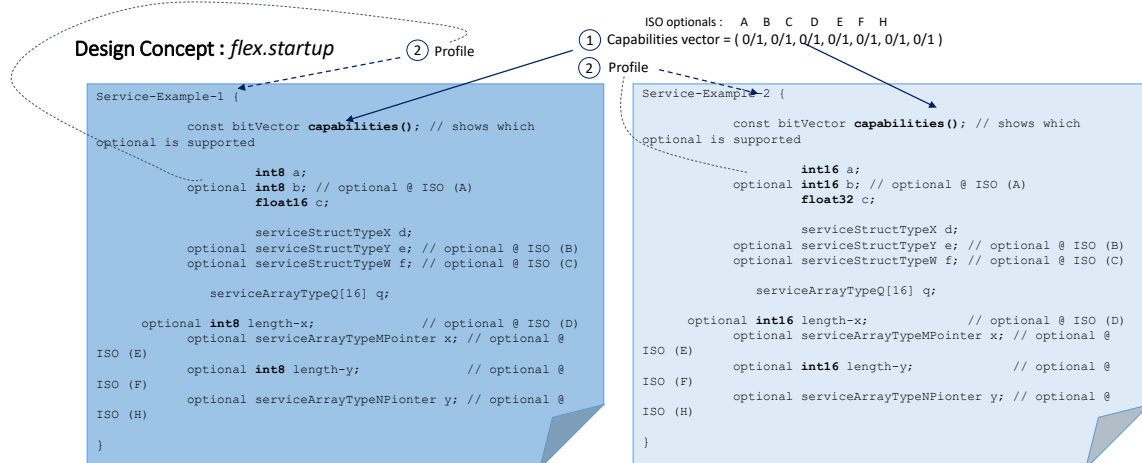 ISO optionals : A B C D E F H
Design Concept : flex.startup
2 Profile
1 Capabilities vector = ( 0/1, 0/1, 0/1, 0/1, 0/1, 0/1, 0/1 )
2 Profile
Service-Example-1 {
const bitVector capabilities(); // shows which
optional is supported
int8 a;
optional int8 b; // optional @ ISO (A)
float16 c;
serviceStructTypeX d;
optional serviceStructTypeY e; // optional @ ISO (B)
optional serviceStructTypeW f; // optional @ ISO (C)
serviceArrayTypeQ[16] q;
optional int8 length-x; // optional @ ISO (D)
optional serviceArrayTypeMPointer x; // optional @
ISO (E)
optional int8 length-y; // optional @
ISO (F)
optional serviceArrayTypeNPionter y; // optional @
ISO (H)
}
Service-Example-2 {
const bitVector capabilities(); // shows which
optional is supported
int16 a;
optional int16 b; // optional @ ISO (A)
float32 c;
serviceStructTypeX d;
optional serviceStructTypeY e; // optional @ ISO (B)
optional serviceStructTypeW f; // optional @ ISO (C)
serviceArrayTypeQ[16] q;
optional int16 length-x; // optional @ ISO (D)
optional serviceArrayTypeMPointer x; // optional @
ISO (E)
optional int16 length-y; // optional @
ISO (F)
optional serviceArrayTypeNPionter y; // optional @
ISO (H)
}